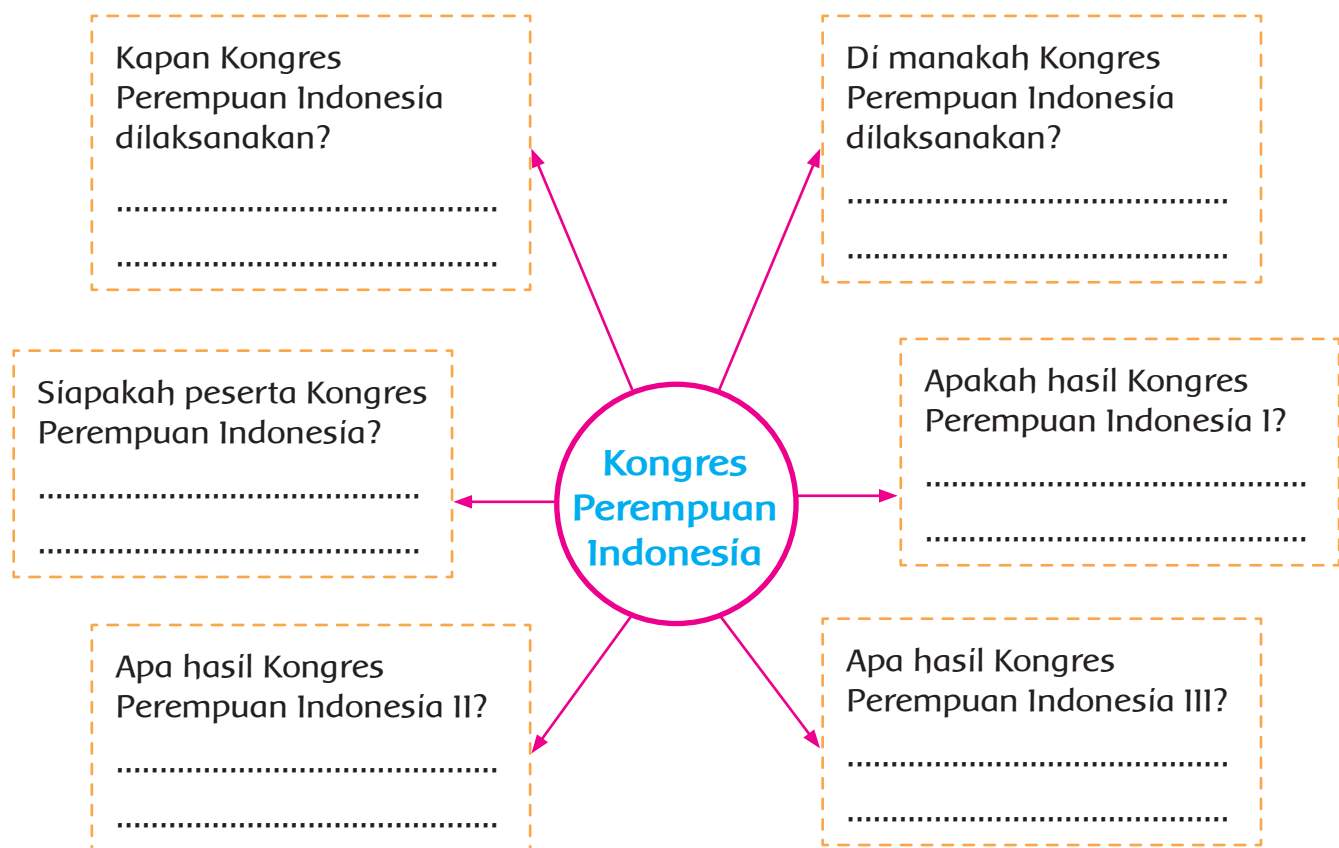 Kapan Kongres
Perempuan Indonesia
dilaksanakan?
...............................................
...............................................
Di manakah Kongres
Perempuan Indonesia
dilaksanakan?
...............................................
...............................................
Siapakah peserta Kongres
Perempuan Indonesia?
...............................................
...............................................
Kongres
Perempuan
Indonesia
Apakah hasil Kongres
Perempuan Indonesia I?
...............................................
...............................................
Apa hasil Kongres
Perempuan Indonesia II?
...............................................
...............................................
Apa hasil Kongres
Perempuan Indonesia III?
...............................................
...............................................